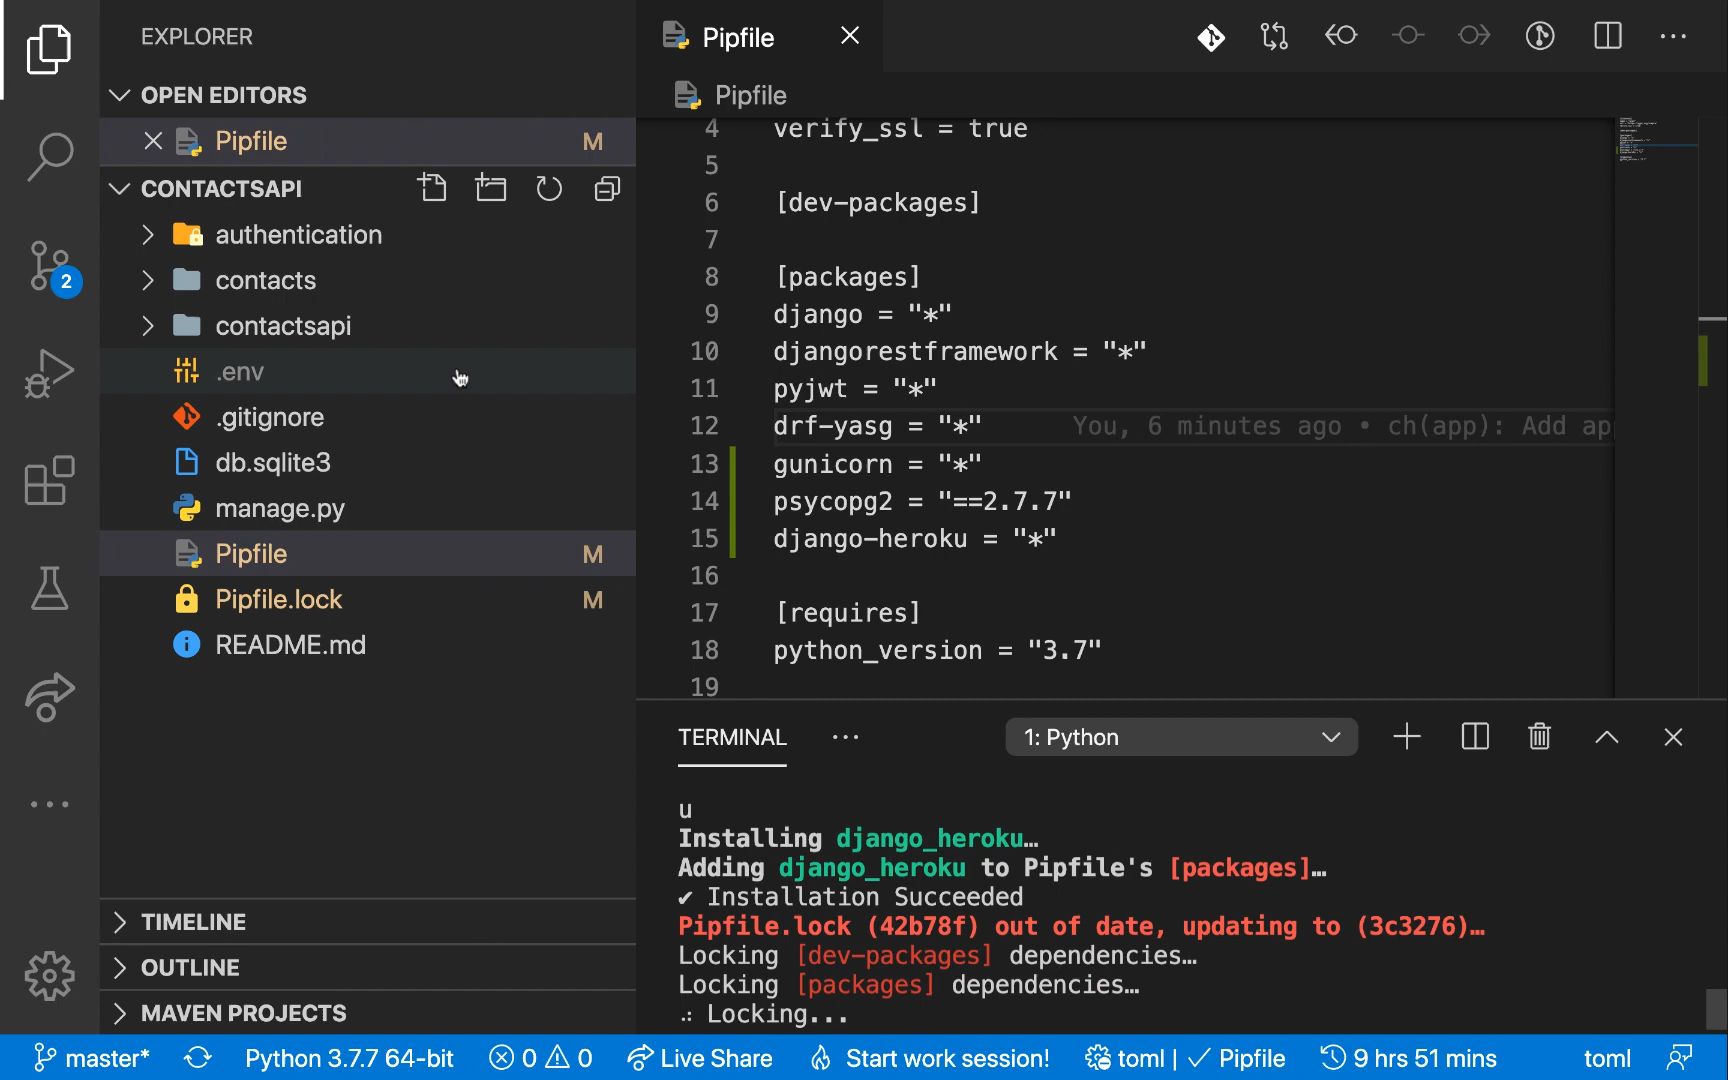 EXPLORER
OPEN EDITORS
Pipfile M
CONTACTSAPI
authentication
contacts
contactsapi
.env
.gitignore
db.sqlite3
manage.py
Pipfile M
Pipfile.lock M
README.md
TIMELINE
OUTLINE
MAVEN PROJECTS
2
Pipfile
Pipfile
4 verify_ssl = true
5
6 [dev-packages]
7
8 [packages]
9 django = "*"
10 djangorestframework = "*"
11 pyjwt = "*"
12 drf-yasg = "*" You, 6 minutes ago • ch(app): Add ap
13 gunicorn = "*"
14 psycopg2 = "==2.7.7"
15 django-heroku = "*"
16
17 [requires]
18 python_version = "3.7"
19
TERMINAL ··· 1: Python
u
Installing django_heroku…
Adding django_heroku to Pipfile's [packages]…
✔ Installation Succeeded
Pipfile.lock (42b78f) out of date, updating to (3c3276)…
Locking [dev-packages] dependencies…
Locking [packages] dependencies…
Locking...
master* Python 3.7.7 64-bit 0 0 Live Share Start work session! toml | ✓ Pipfile 9 hrs 51 mins toml